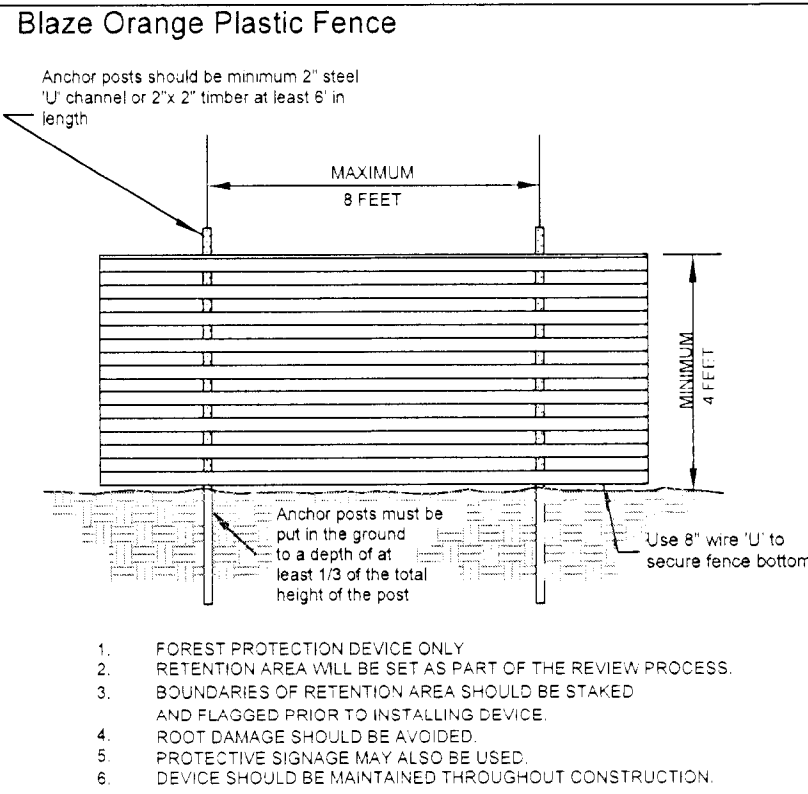 Blaze Orange Plastic Fence
Anchor posts should be minimum 2" steel
'U' channel or 2"x 2" timber at least 6' in
length
MAXIMUM
8 FEET
MINIMUM
4 FEET
Anchor posts must be
put in the ground
to a depth of at
least 1/3 of the total
height of the post
Use 8" wire 'U' to
secure fence bottom
1. FOREST PROTECTION DEVICE ONLY
2. RETENTION AREA WILL BE SET AS PART OF THE REVIEW PROCESS.
3. BOUNDARIES OF RETENTION AREA SHOULD BE STAKED
AND FLAGGED PRIOR TO INSTALLING DEVICE.
4. ROOT DAMAGE SHOULD BE AVOIDED.
5. PROTECTIVE SIGNAGE MAY ALSO BE USED.
6. DEVICE SHOULD BE MAINTAINED THROUGHOUT CONSTRUCTION.